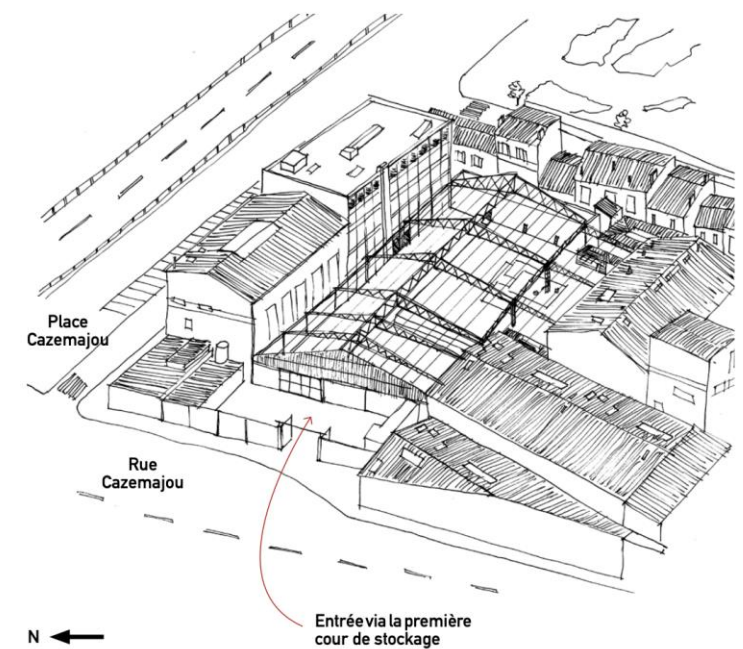 Place
Cazemajou
Rue
Cazemajou
Entrée via la première
cour de stockage
N